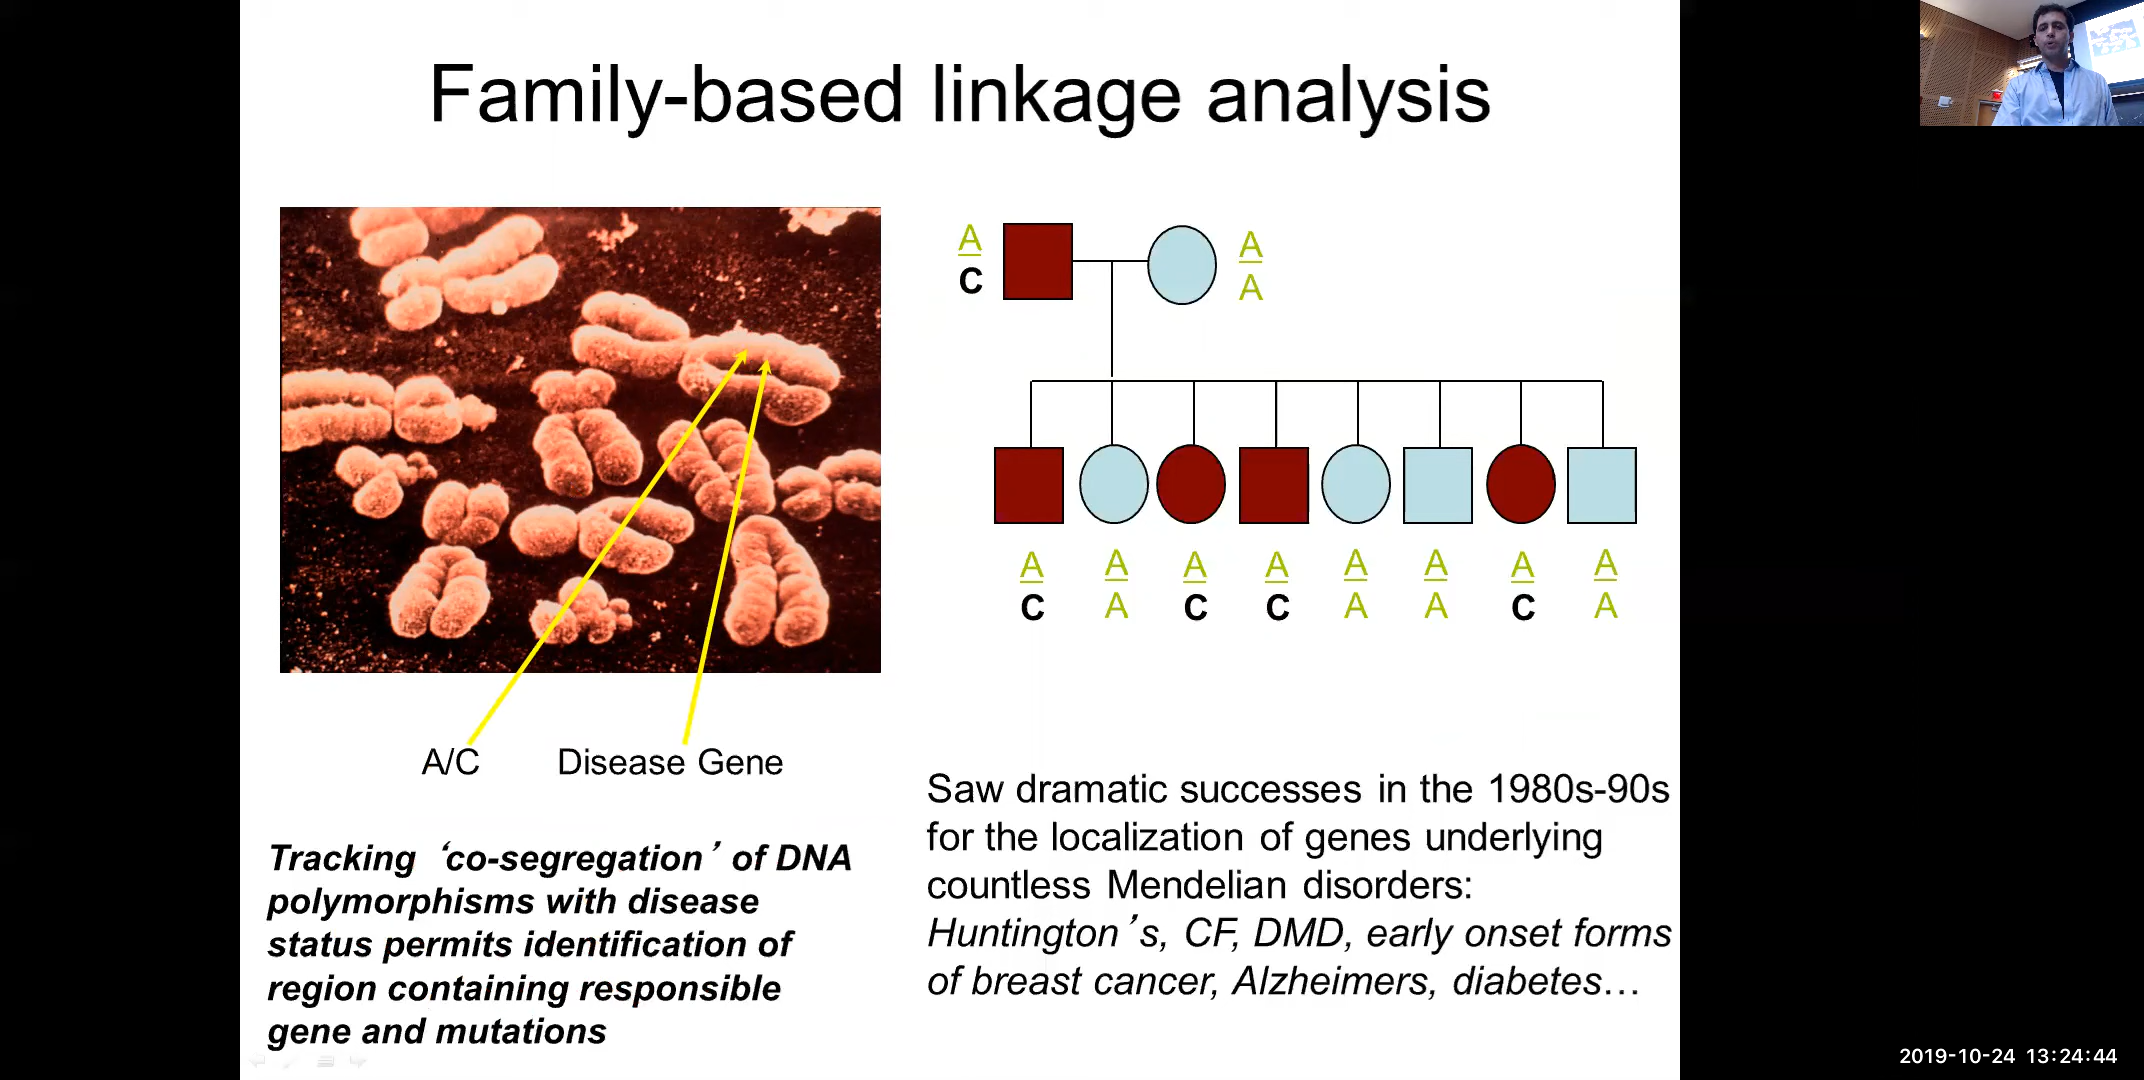 Family-based linkage analysis
A
C
A
A
A
C
A
A
A
C
A
C
A
A
A
A
A
C
A
A
A/C Disease Gene
Tracking ‘co-segregation’ of DNA
polymorphisms with disease
status permits identification of
region containing responsible
gene and mutations
Saw dramatic successes in the 1980s-90s
for the localization of genes underlying
countless Mendelian disorders:
Huntington’s, CF, DMD, early onset forms
of breast cancer, Alzheimers, diabetes…
2019-10-24 13:24:44